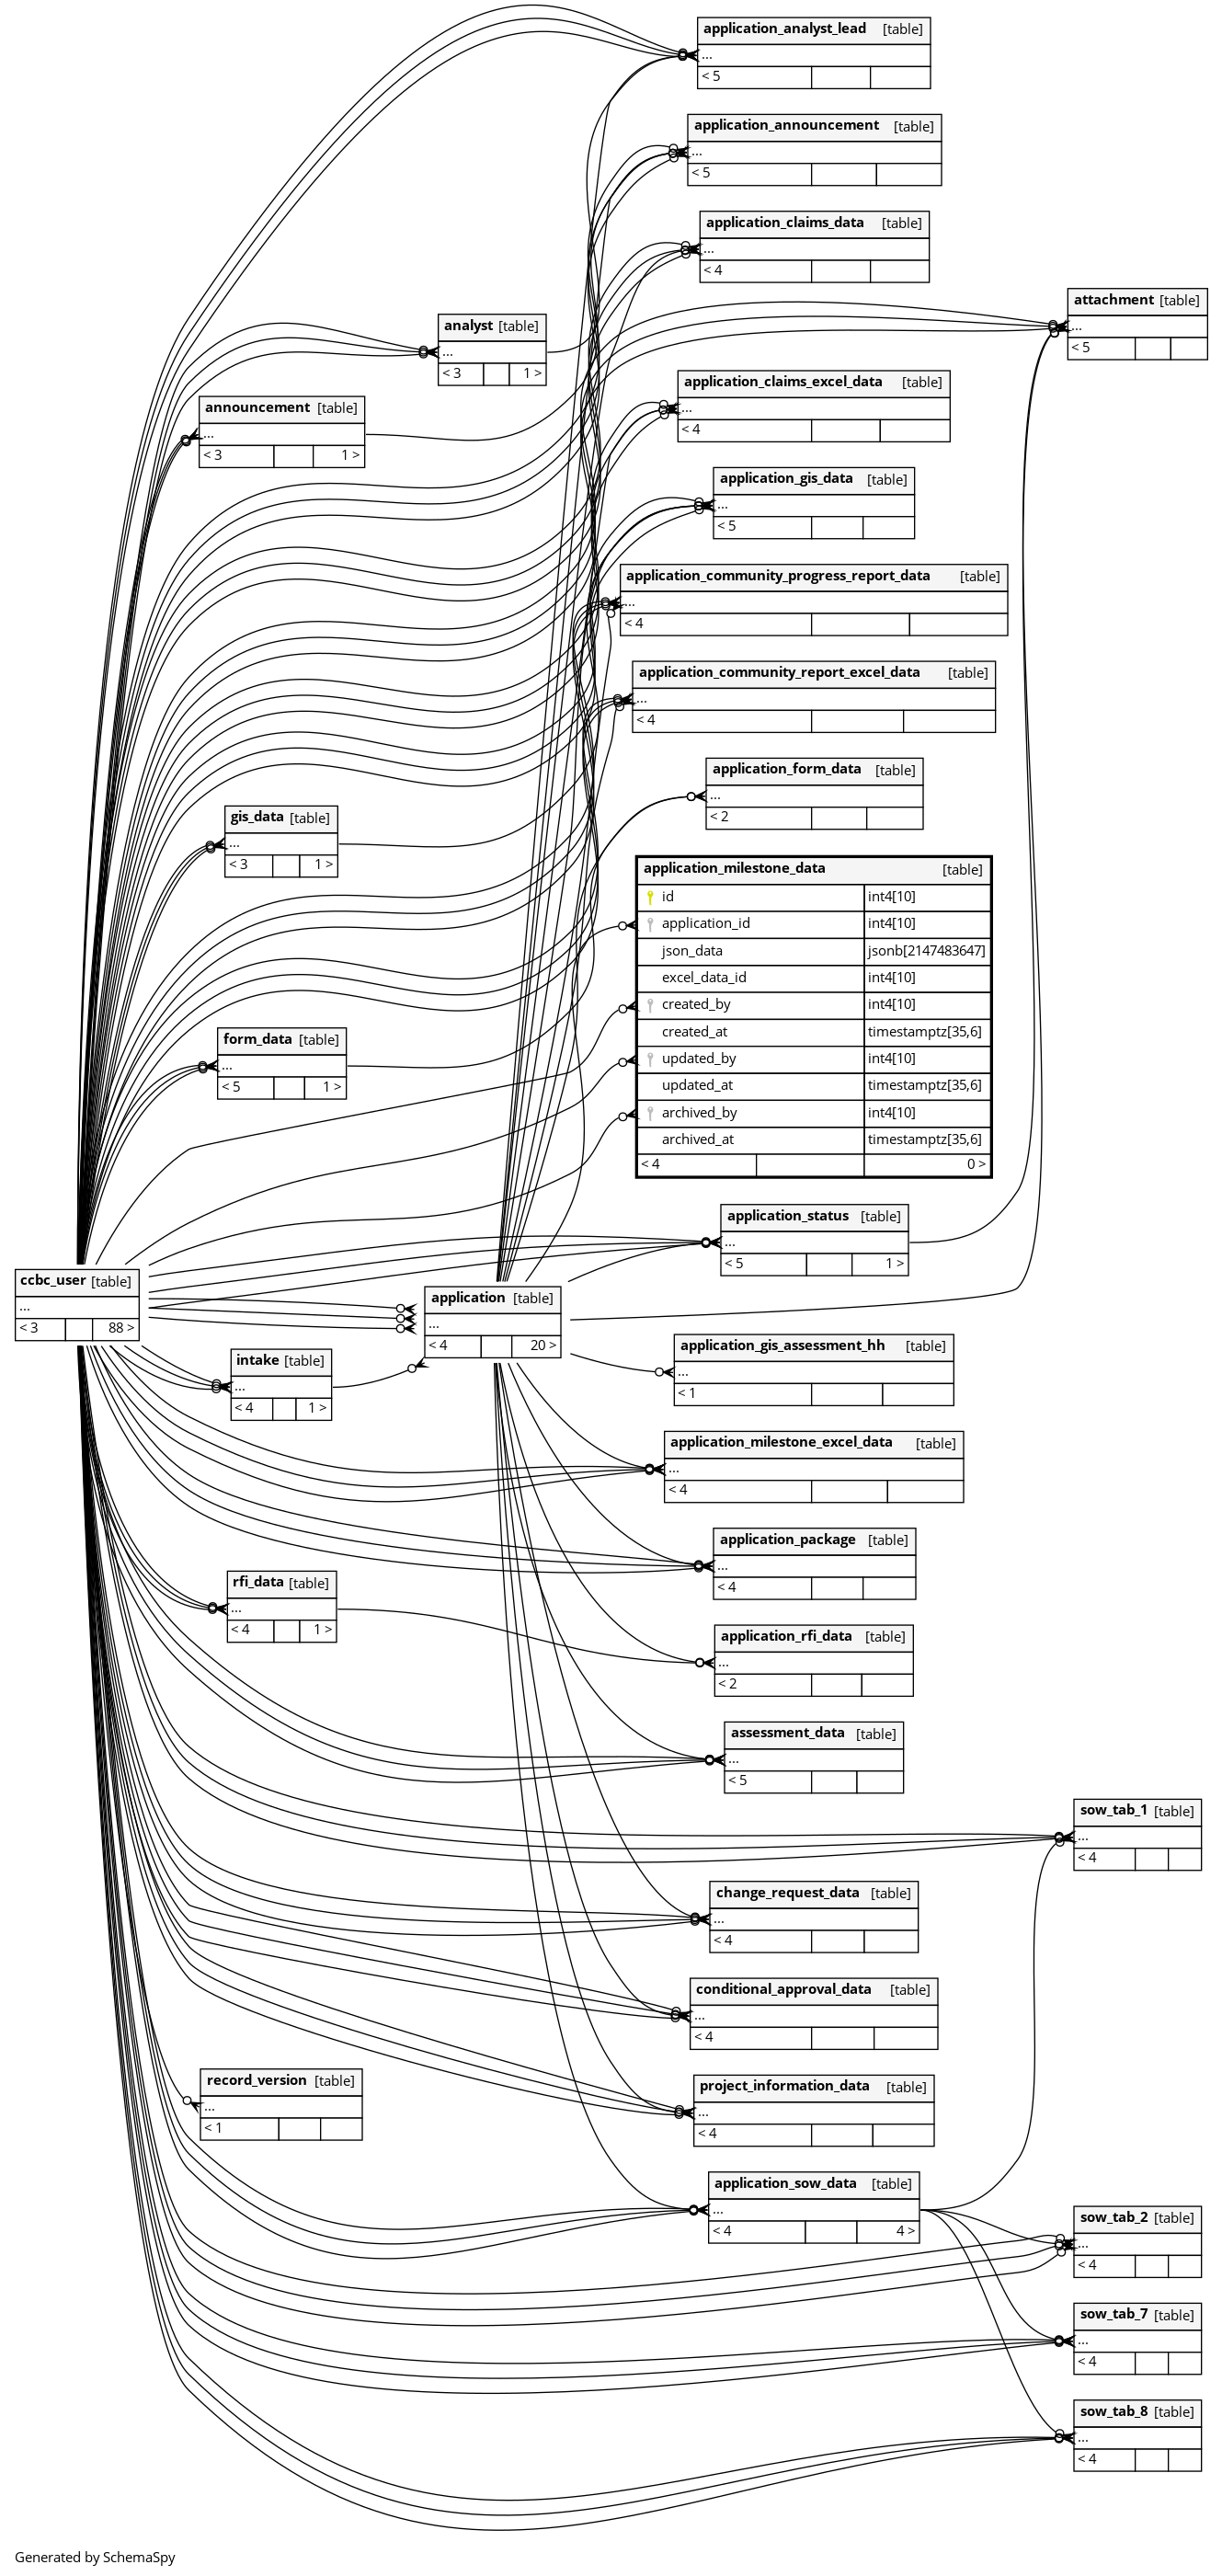 application_analyst_lead [table]
...
< 5
application_announcement [table]
...
< 5
application_claims_data [table]
...
< 4
attachment [table]
...
< 5
analyst [table]
...
< 3 1 >
application_claims_excel_data [table]
...
< 4
announcement [table]
...
< 3 1 >
application_gis_data [table]
...
< 5
application_community_progress_report_data [table]
...
< 4
application_community_report_excel_data [table]
...
< 4
application_form_data [table]
...
< 2
gis_data [table]
...
< 3 1 >
application_milestone_data [table]
id int4[10]
application_id int4[10]
json_data jsonb[2147483647]
excel_data_id int4[10]
created_by int4[10]
created_at timestamptz[35,6]
updated_by int4[10]
updated_at timestamptz[35,6]
archived_by int4[10]
archived_at timestamptz[35,6]
< 4 0 >
form_data [table]
...
< 5 1 >
application_status [table]
...
< 5 1 >
ccbc_user [table]
...
< 3 88 >
application [table]
...
< 4 20 >
application_gis_assessment_hh [table]
...
< 1
intake [table]
...
< 4 1 >
application_milestone_excel_data [table]
...
< 4
application_package [table]
...
< 4
rfi_data [table]
...
< 4 1 >
application_rfi_data [table]
...
< 2
assessment_data [table]
...
< 5
sow_tab_1 [table]
...
< 4
change_request_data [table]
...
< 4
conditional_approval_data [table]
...
< 4
record_version [table]
...
< 1
project_information_data [table]
...
< 4
application_sow_data [table]
...
< 4 4 >
sow_tab_2 [table]
...
< 4
sow_tab_7 [table]
...
< 4
sow_tab_8 [table]
...
< 4
Generated by SchemaSpy